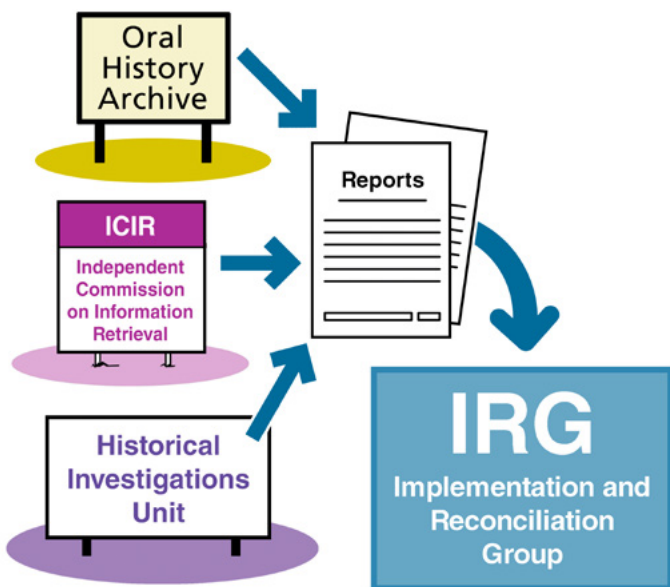 Oral
History
Archive
ICIR
Independent
Commission
on Information
Retrieval
Historical
Investigations
Unit
Reports
IRG
Implementation and
Reconciliation
Group